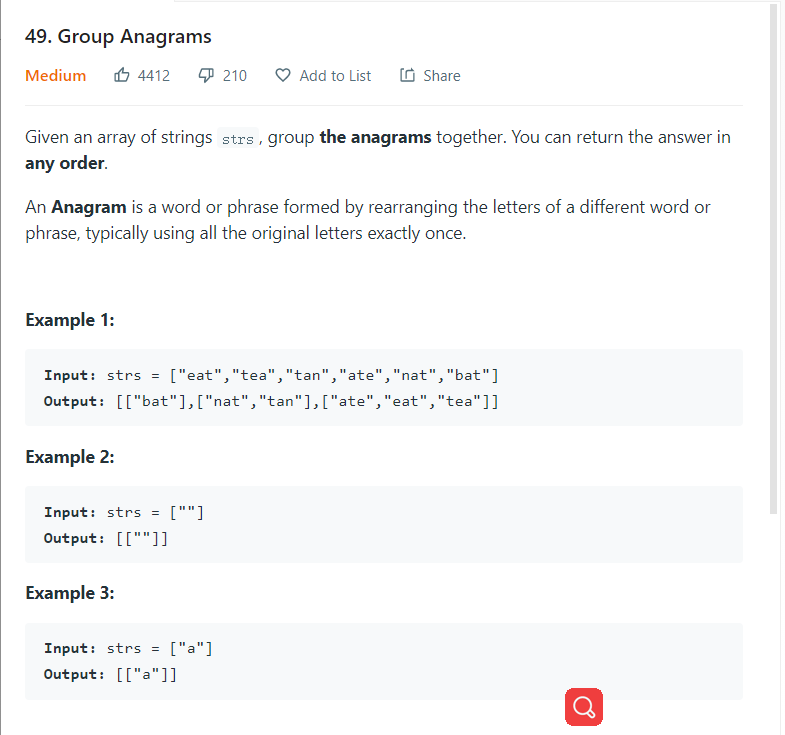 49. Group Anagrams
Medium 4412 210 Add to List Share
Given an array of strings strs, group the anagrams together. You can return the answer in
any order.
An Anagram is a word or phrase formed by rearranging the letters of a different word or
phrase, typically using all the original letters exactly once.
Example 1:
Input: strs = ["eat","tea","tan","ate","nat","bat"]
Output: [["bat"],["nat","tan"],["ate","eat","tea"]]
Example 2:
Input: strs = [""]
Output: [[""]]
Example 3:
Input: strs = ["a"]
Output: [["a"]]